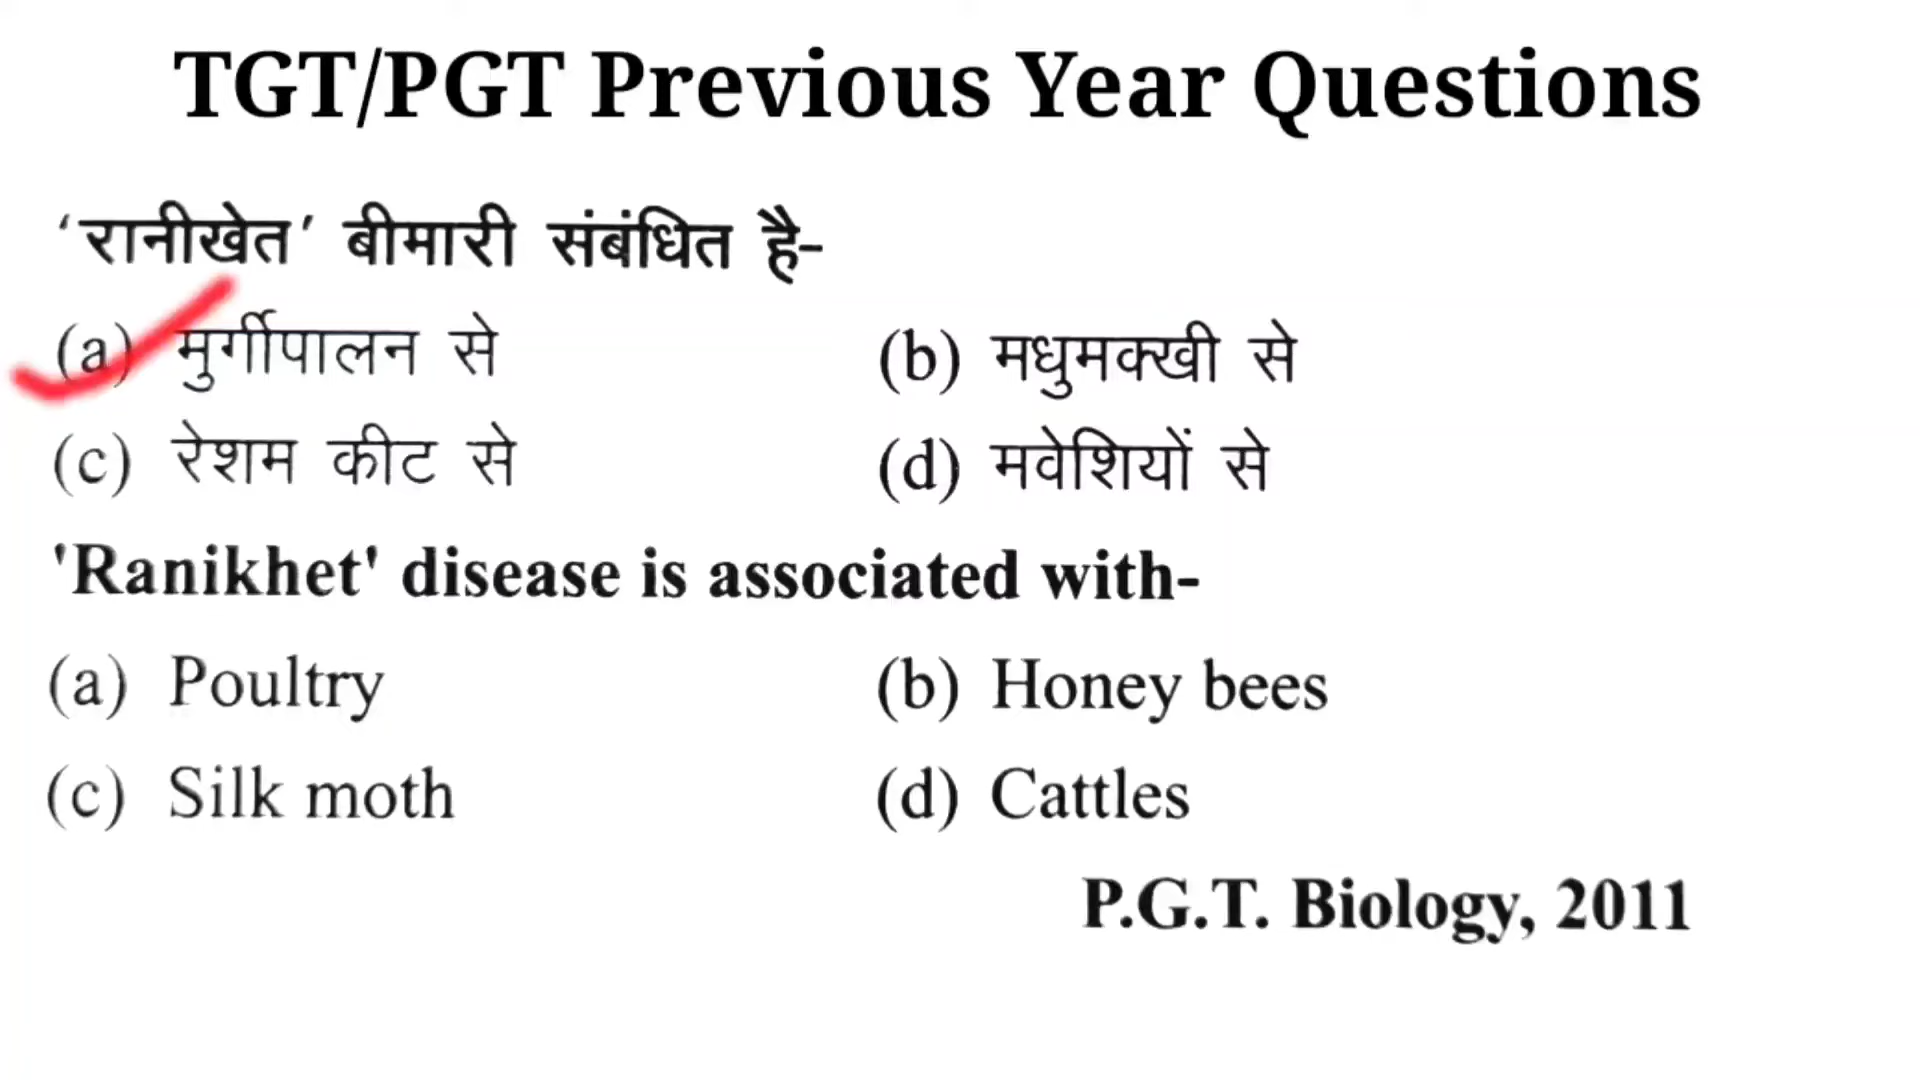 TGT/PGT Previous Year Questions
‘रानीखेत’ बीमारी संबंधित है-
(a) मुर्गीपालन से (b) मधुमक्खी से
(c) रेशम कीट से (d) मवेशियों से
'Ranikhet' disease is associated with-
(a) Poultry (b) Honey bees
(c) Silk moth (d) Cattles
P.G.T. Biology, 2011